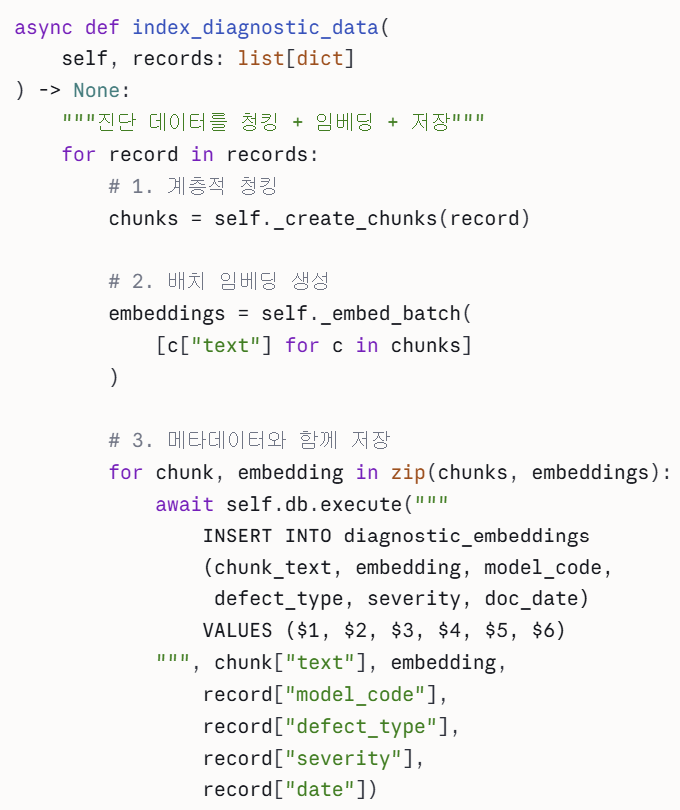 async def index_diagnostic_data(
    self, records: list[dict]
) -> None:
    """진단 데이터를 청킹 + 임베딩 + 저장"""
    for record in records:
        # 1. 계층적 청킹
        chunks = self._create_chunks(record)

        # 2. 배치 임베딩 생성
        embeddings = self._embed_batch(
            [c["text"] for c in chunks]
        )

        # 3. 메타데이터와 함께 저장
        for chunk, embedding in zip(chunks, embeddings):
            await self.db.execute("""
                INSERT INTO diagnostic_embeddings
                (chunk_text, embedding, model_code,
                 defect_type, severity, doc_date)
                VALUES ($1, $2, $3, $4, $5, $6)
            """, chunk["text"], embedding,
                record["model_code"],
                record["defect_type"],
                record["severity"],
                record["date"])